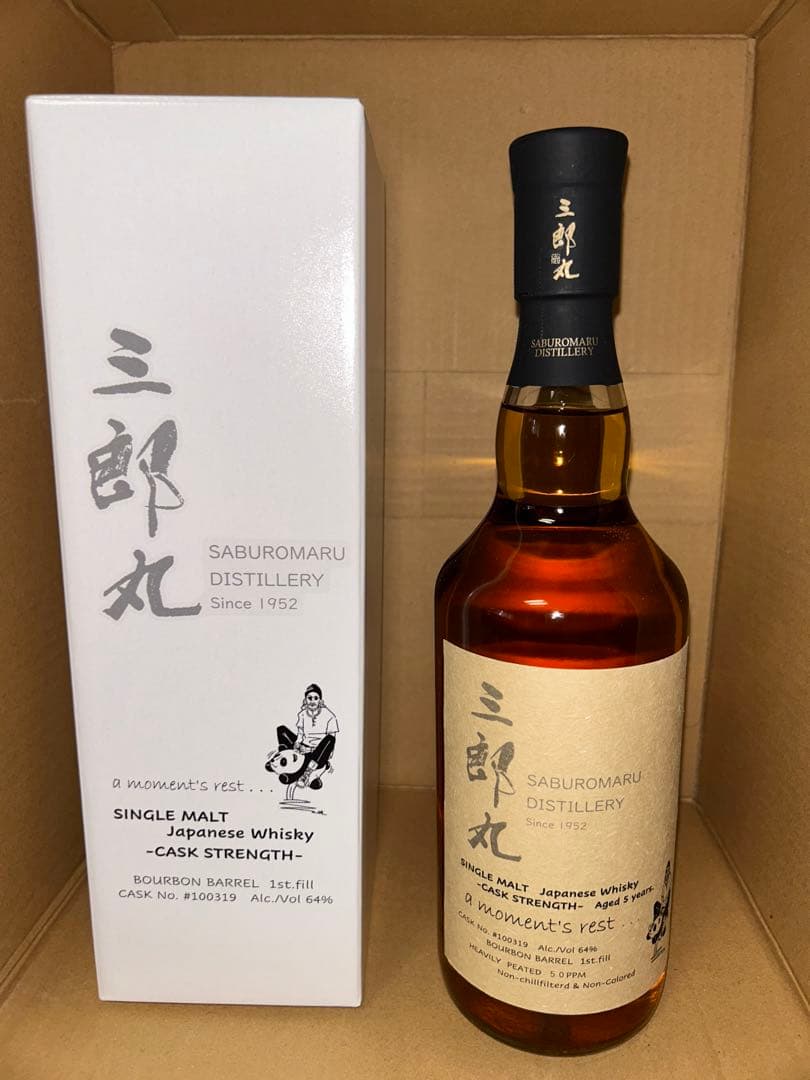 三郎丸
SABUROMARU
DISTILLERY
Since 1952
a moment's rest...
SINGLE MALT
Japanese Whisky
-CASK STRENGTH-
BOURBON BARREL 1st.fill
CASK No. #100319 Alc./Vol 64%
三郎丸
SABUROMARU
DISTILLERY
三郎丸
SABUROMARU
DISTILLERY
Since 1952
SINGLE MALT Japanese Whisky
-CASK STRENGTH- Aged 5 years.
a moment's rest...
CASK No. #100319 Alc./Vol 64%
BOURBON BARREL 1st.fill
HEAVILY PEATED 50PPM
Non-chillfilterd & Non-Colored